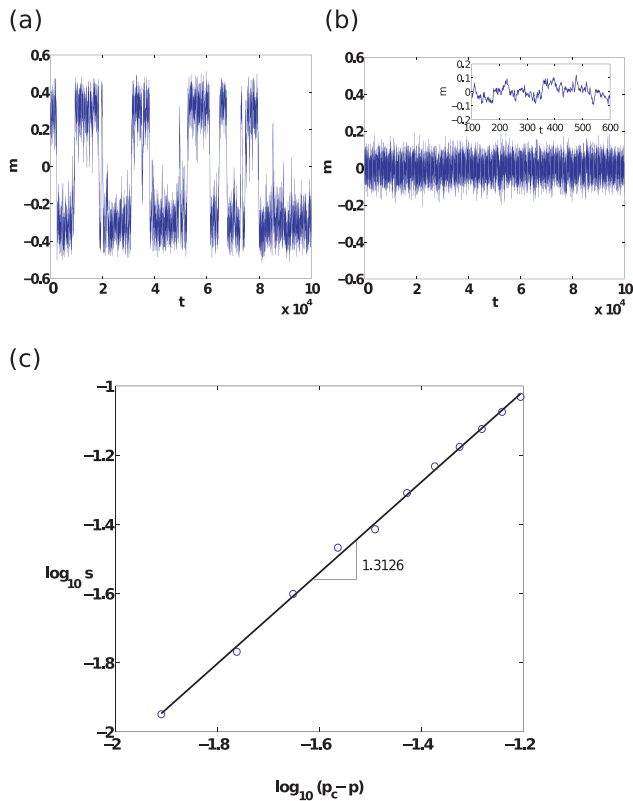 (a)
0.6
0.4
0.2
m
0
−0.2
−0.4
−0.6
0 2 4 6 8 10
t
x 10^4
(b)
0.6
0.4
0.2
m
0
−0.2
−0.4
−0.6
0 2 4 6 8 10
t
x 10^4
0.2
0.1
m
0
−0.1
−0.2
100 200 300 400 500 600
t
(c)
−1
−1.2
−1.4
log10 s
−1.6
−1.8
−2
1.3126
−2 −1.8 −1.6 −1.4 −1.2
log10 (pc−p)